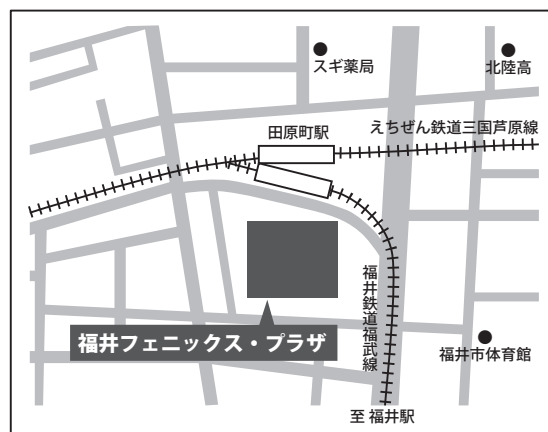 スギ薬局
北陸高
えちぜん鉄道三国芦原線
田原町駅
福井鉄道福武線
福井フェニックス・プラザ
福井市体育館
至 福井駅